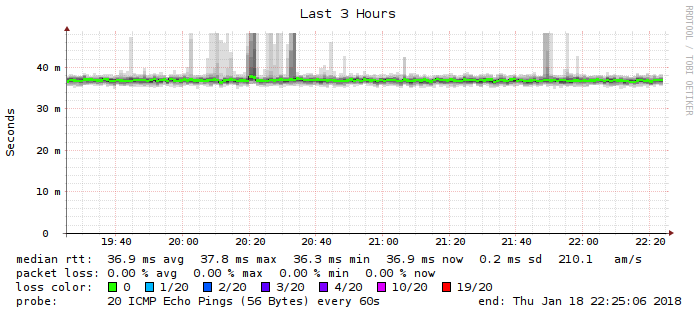 Last 3 Hours
RRDTOOL / TOBI OETIKER
Seconds
40 m
30 m
20 m
10 m
0
19:40 20:00 20:20 20:40 21:00 21:20 21:40 22:00 22:20
median rtt: 36.9 ms avg 37.8 ms max 36.3 ms min 36.9 ms now 0.2 ms sd 210.1 am/s
packet loss: 0.00 % avg 0.00 % max 0.00 % min 0.00 % now
loss color: 0 1/20 2/20 3/20 4/20 10/20 19/20
probe: 20 ICMP Echo Pings (56 Bytes) every 60s end: Thu Jan 18 22:25:06 2018